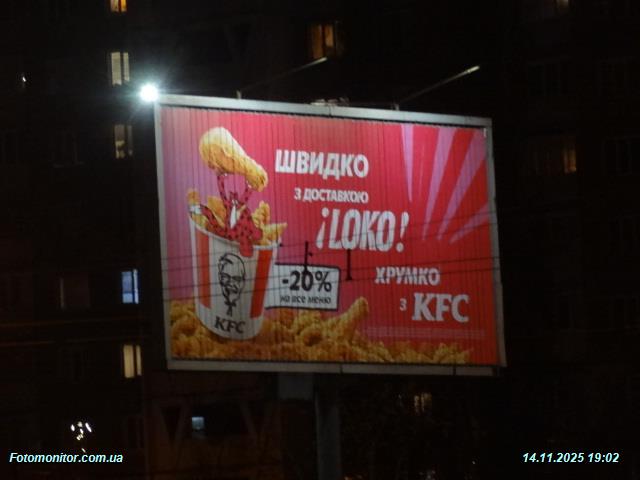 ШВИДКО
З ДОСТАВКОЮ
¡LOKO!
ХРУМКО
З KFC
-20%
на все меню
KFC
Fotomonitor.com.ua
14.11.2025 19:02